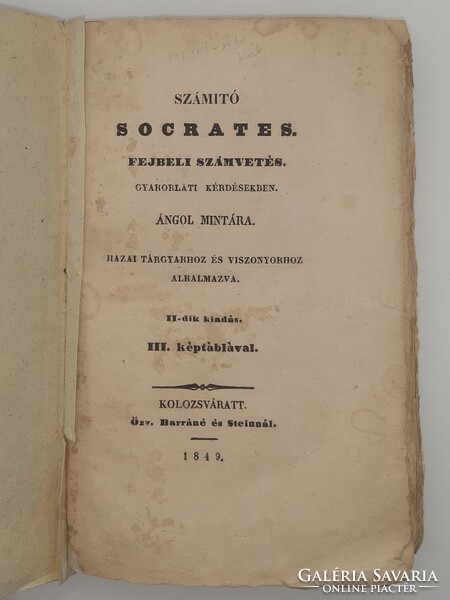 SZÁMITÓ
SOCRATES.
FEJBELI SZÁMVETÉS.
GYAKORLATI KÉRDÉSEKBEN.
ÁNGOL MINTÁRA.
HAZAI TÁRGYAKHOZ ÉS VISZONYOKHOZ
ALKALMAZVA.
II-dik kiadás.
III. képtáblával.
KOLOZSVÁRATT.
Özv. Barráné és Steinnál.
1849.
GALÉRIA SAVARIA
ONLINE PIACTÉR